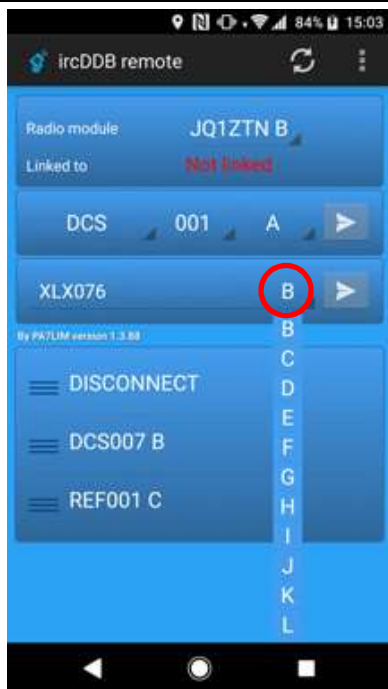 84% 15:03
ircDDB remote
Radio module JQ1ZTN B
Linked to Not linked
DCS 001 A
XLX076 B
By PA7LIM version 1.3.88
B
C
DISCONNECT D
E
DCS007 B F
G
REF001 C H
I
J
K
L